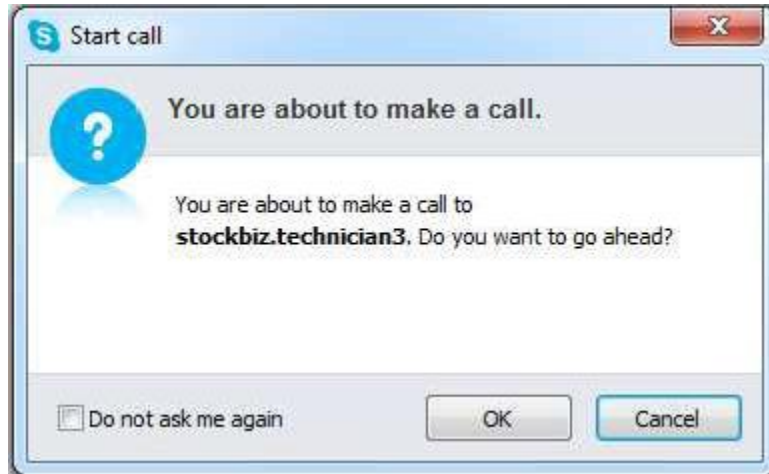 Start call
You are about to make a call.
You are about to make a call to
stockbiz.technician3. Do you want to go ahead?
Do not ask me again
OK
Cancel